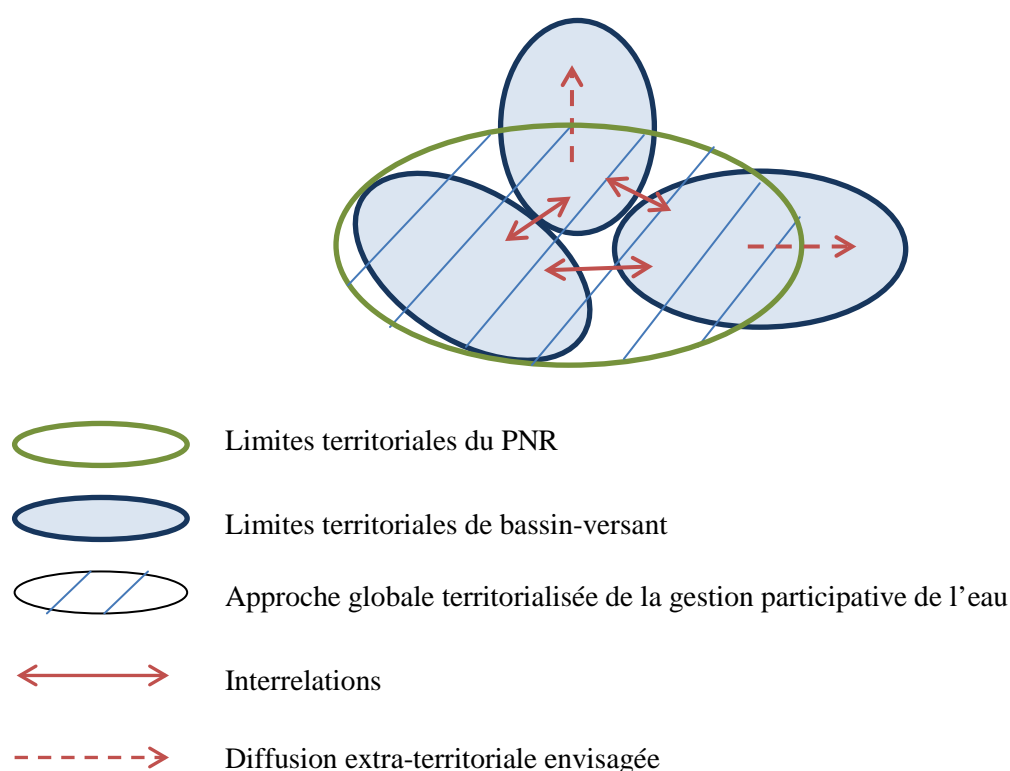 Limites territoriales du PNR
Limites territoriales de bassin-versant
Approche globale territorialisée de la gestion participative de l’eau
Interrelations
Diffusion extra-territoriale envisagée